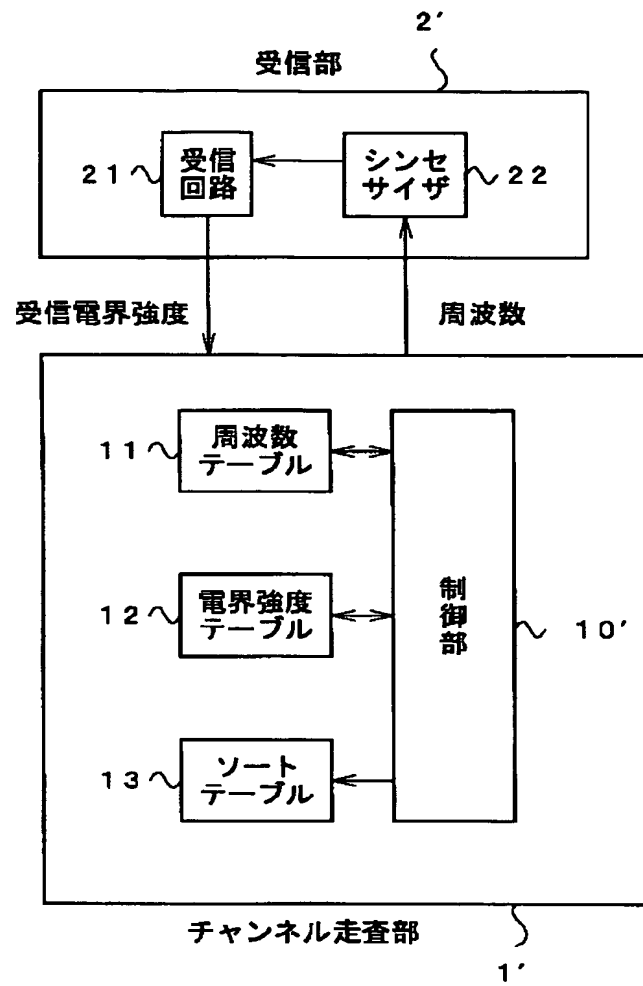 2′
受信部
21
受信
回路
シンセ
サイザ
22
受信電界強度
周波数
11
周波数
テーブル
12
電界強度
テーブル
制御部
10′
13
ソート
テーブル
チャンネル走査部
1′